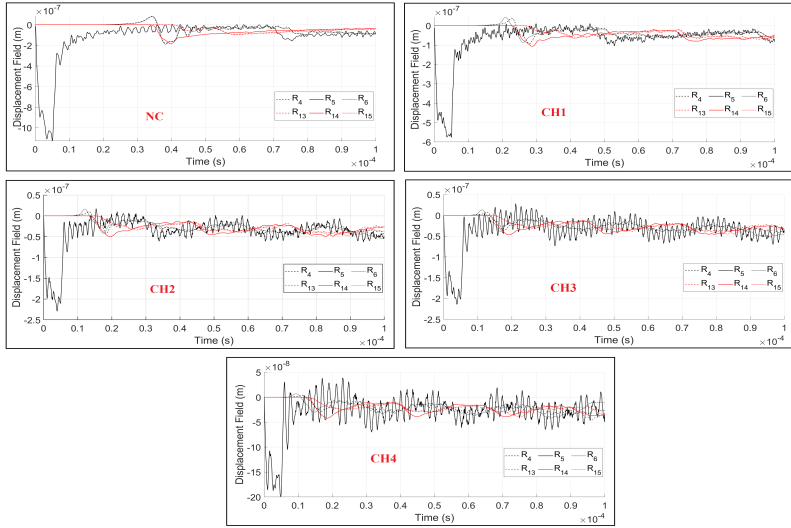 ×10⁻⁷
Displacement Field (m)
0
-5
-10
NC
R₄ R₅ R₆
R₁₃ R₁₄ R₁₅
0 0.1 0.2 0.3 0.4 0.5 0.6 0.7 0.8 0.9 1
Time (s)
×10⁻⁴
×10⁻⁷
Displacement Field (m)
1
0
-1
-2
-3
-4
-5
-6
CH1
R₄ R₅ R₆
R₁₃ R₁₄ R₁₅
0 0.1 0.2 0.3 0.4 0.5 0.6 0.7 0.8 0.9 1
Time (s)
×10⁻⁴
×10⁻⁷
Displacement Field (m)
0.5
0
-0.5
-1
-1.5
-2
-2.5
CH2
R₄ R₅ R₆
R₁₃ R₁₄ R₁₅
0 0.1 0.2 0.3 0.4 0.5 0.6 0.7 0.8 0.9 1
Time (s)
×10⁻⁴
×10⁻⁷
Displacement Field (m)
0.5
0
-0.5
-1
-1.5
-2
-2.5
CH3
R₄ R₅ R₆
R₁₃ R₁₄ R₁₅
0 0.1 0.2 0.3 0.4 0.5 0.6 0.7 0.8 0.9 1
Time (s)
×10⁻⁴
×10⁻⁸
Displacement Field (m)
5
0
-5
-10
-15
-20
CH4
R₄ R₅ R₆
R₁₃ R₁₄ R₁₅
0 0.1 0.2 0.3 0.4 0.5 0.6 0.7 0.8 0.9 1
Time (s)
×10⁻⁴